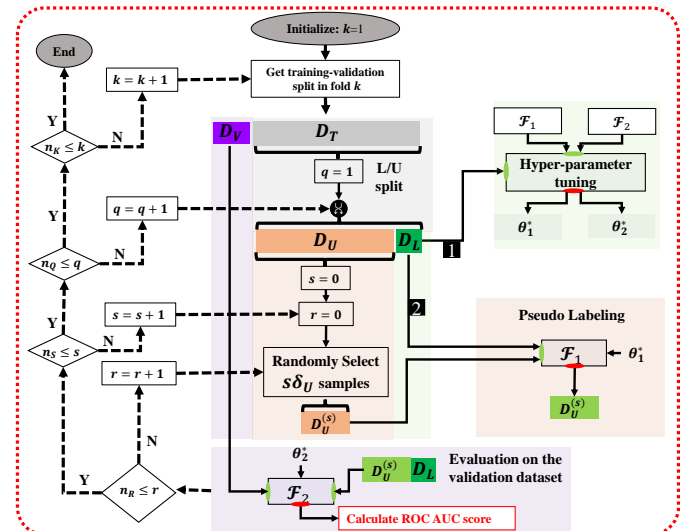 Initialize: k=1
End
k = k + 1
Get training-validation
split in fold k
Y
N
n_K ≤ k
D_V
D_T
L/U
split
q = 1
F_1
F_2
Hyper-parameter
tuning
θ_1^*
θ_2^*
1
Y
q = q + 1
N
n_Q ≤ q
D_U
D_L
s = 0
2
Y
s = s + 1
N
n_S ≤ s
r = 0
Pseudo Labeling
F_1
θ_1^*
D_U^(s)
r = r + 1
Randomly Select
sδ_U samples
D_U^(s)
N
Y
n_R ≤ r
θ_2^*
F_2
D_U^(s)
D_L
Evaluation on the
validation dataset
Calculate ROC AUC score